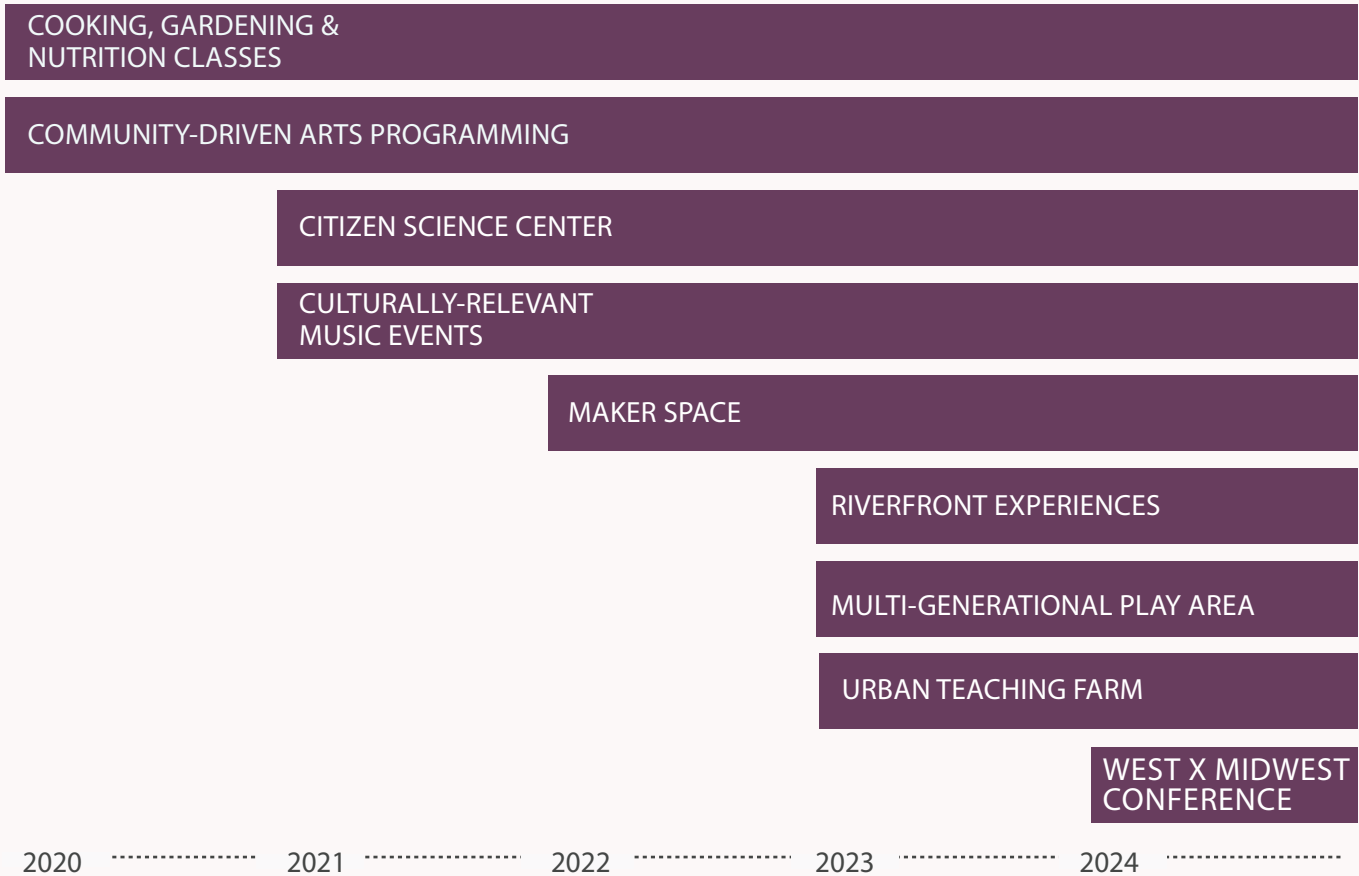 COOKING, GARDENING &
NUTRITION CLASSES
COMMUNITY-DRIVEN ARTS PROGRAMMING
CITIZEN SCIENCE CENTER
CULTURALLY-RELEVANT
MUSIC EVENTS
MAKER SPACE
RIVERFRONT EXPERIENCES
MULTI-GENERATIONAL PLAY AREA
URBAN TEACHING FARM
WEST X MIDWEST
CONFERENCE
2020 2021 2022 2023 2024